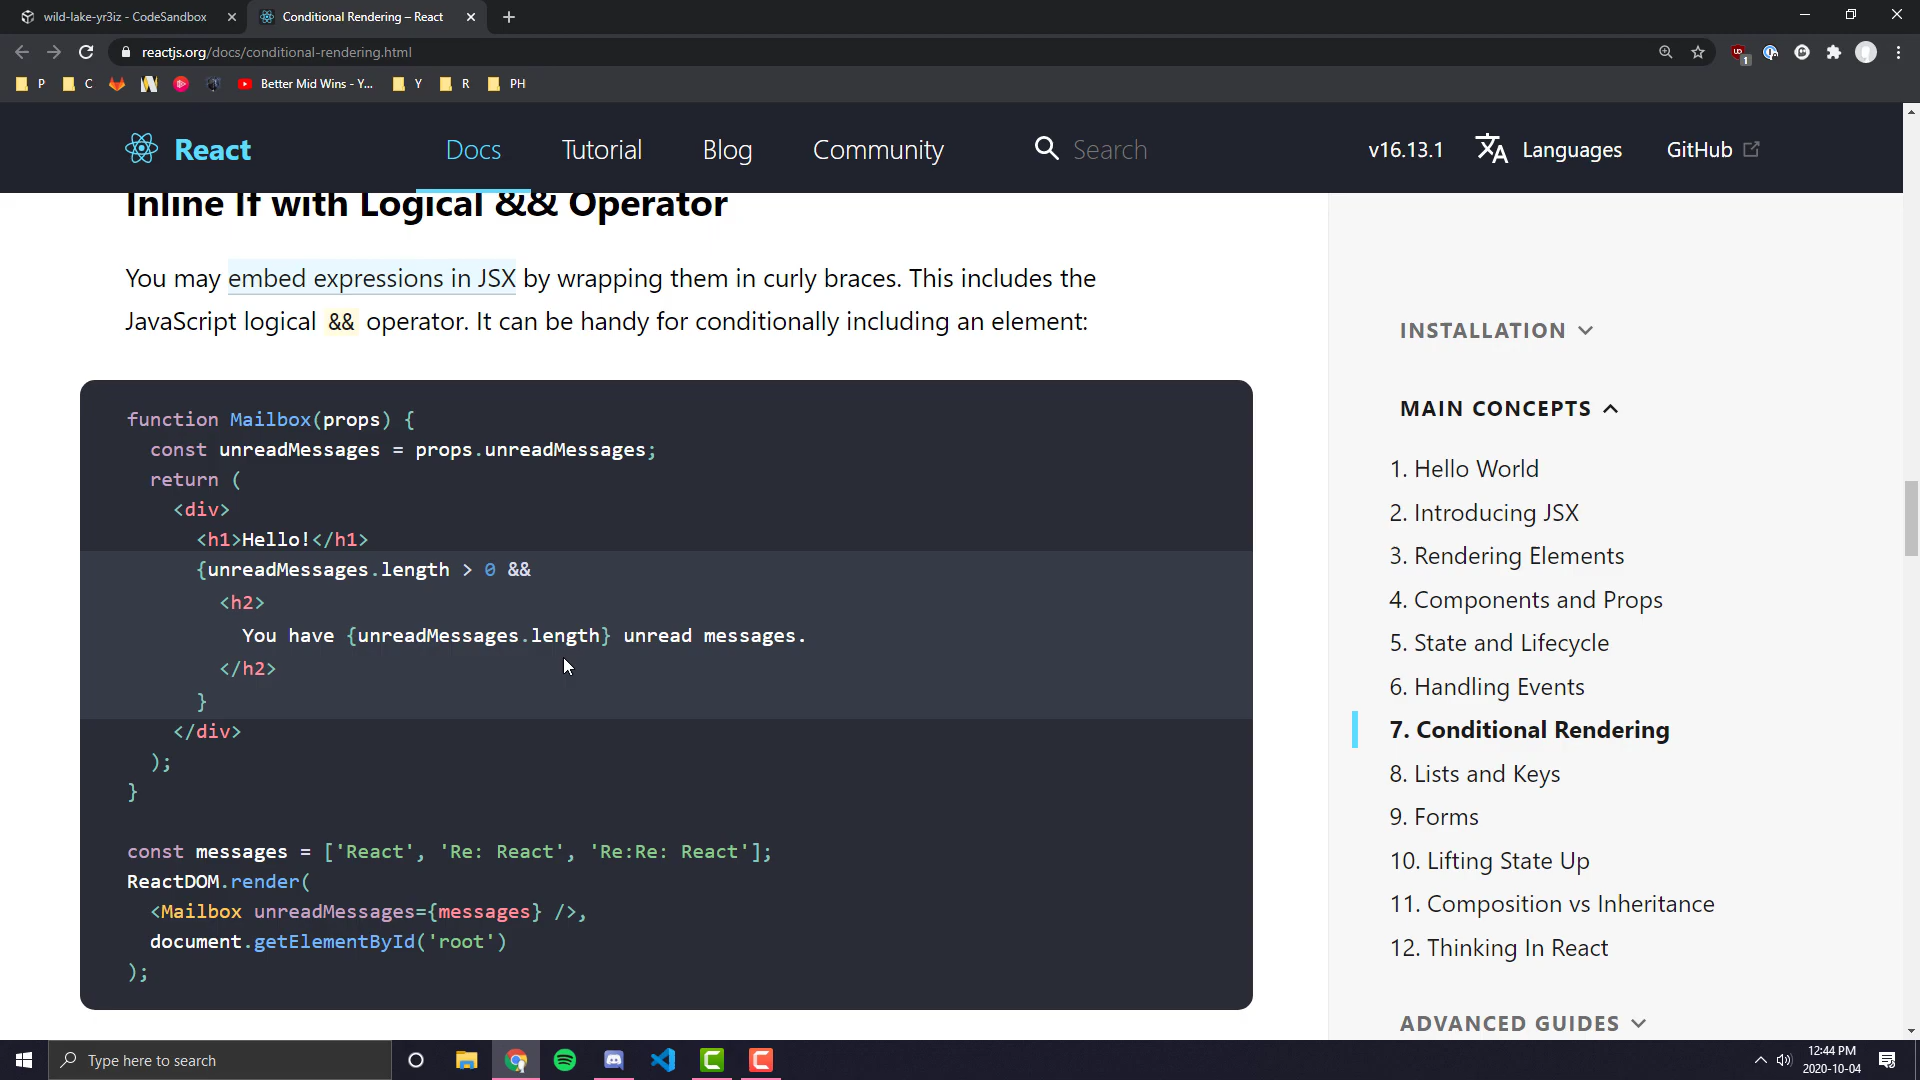 wild-lake-yr3iz - CodeSandbox
Conditional Rendering – React
reactjs.org/docs/conditional-rendering.html
1
P
C
Better Mid Wins - Y...
Y
R
PH
React
Docs
Tutorial
Blog
Community
Search
v16.13.1
Languages
GitHub
Inline If with Logical && Operator
You may embed expressions in JSX by wrapping them in curly braces. This includes the
JavaScript logical && operator. It can be handy for conditionally including an element:
function Mailbox(props) {
  const unreadMessages = props.unreadMessages;
  return (
    <div>
      <h1>Hello!</h1>
      {unreadMessages.length > 0 &&
        <h2>
          You have {unreadMessages.length} unread messages.
        </h2>
      }
    </div>
  );
}
const messages = ['React', 'Re: React', 'Re:Re: React'];
ReactDOM.render(
  <Mailbox unreadMessages={messages} />,
  document.getElementById('root')
);
INSTALLATION
MAIN CONCEPTS
1. Hello World
2. Introducing JSX
3. Rendering Elements
4. Components and Props
5. State and Lifecycle
6. Handling Events
7. Conditional Rendering
8. Lists and Keys
9. Forms
10. Lifting State Up
11. Composition vs Inheritance
12. Thinking In React
ADVANCED GUIDES
Type here to search
12:44 PM
2020-10-04